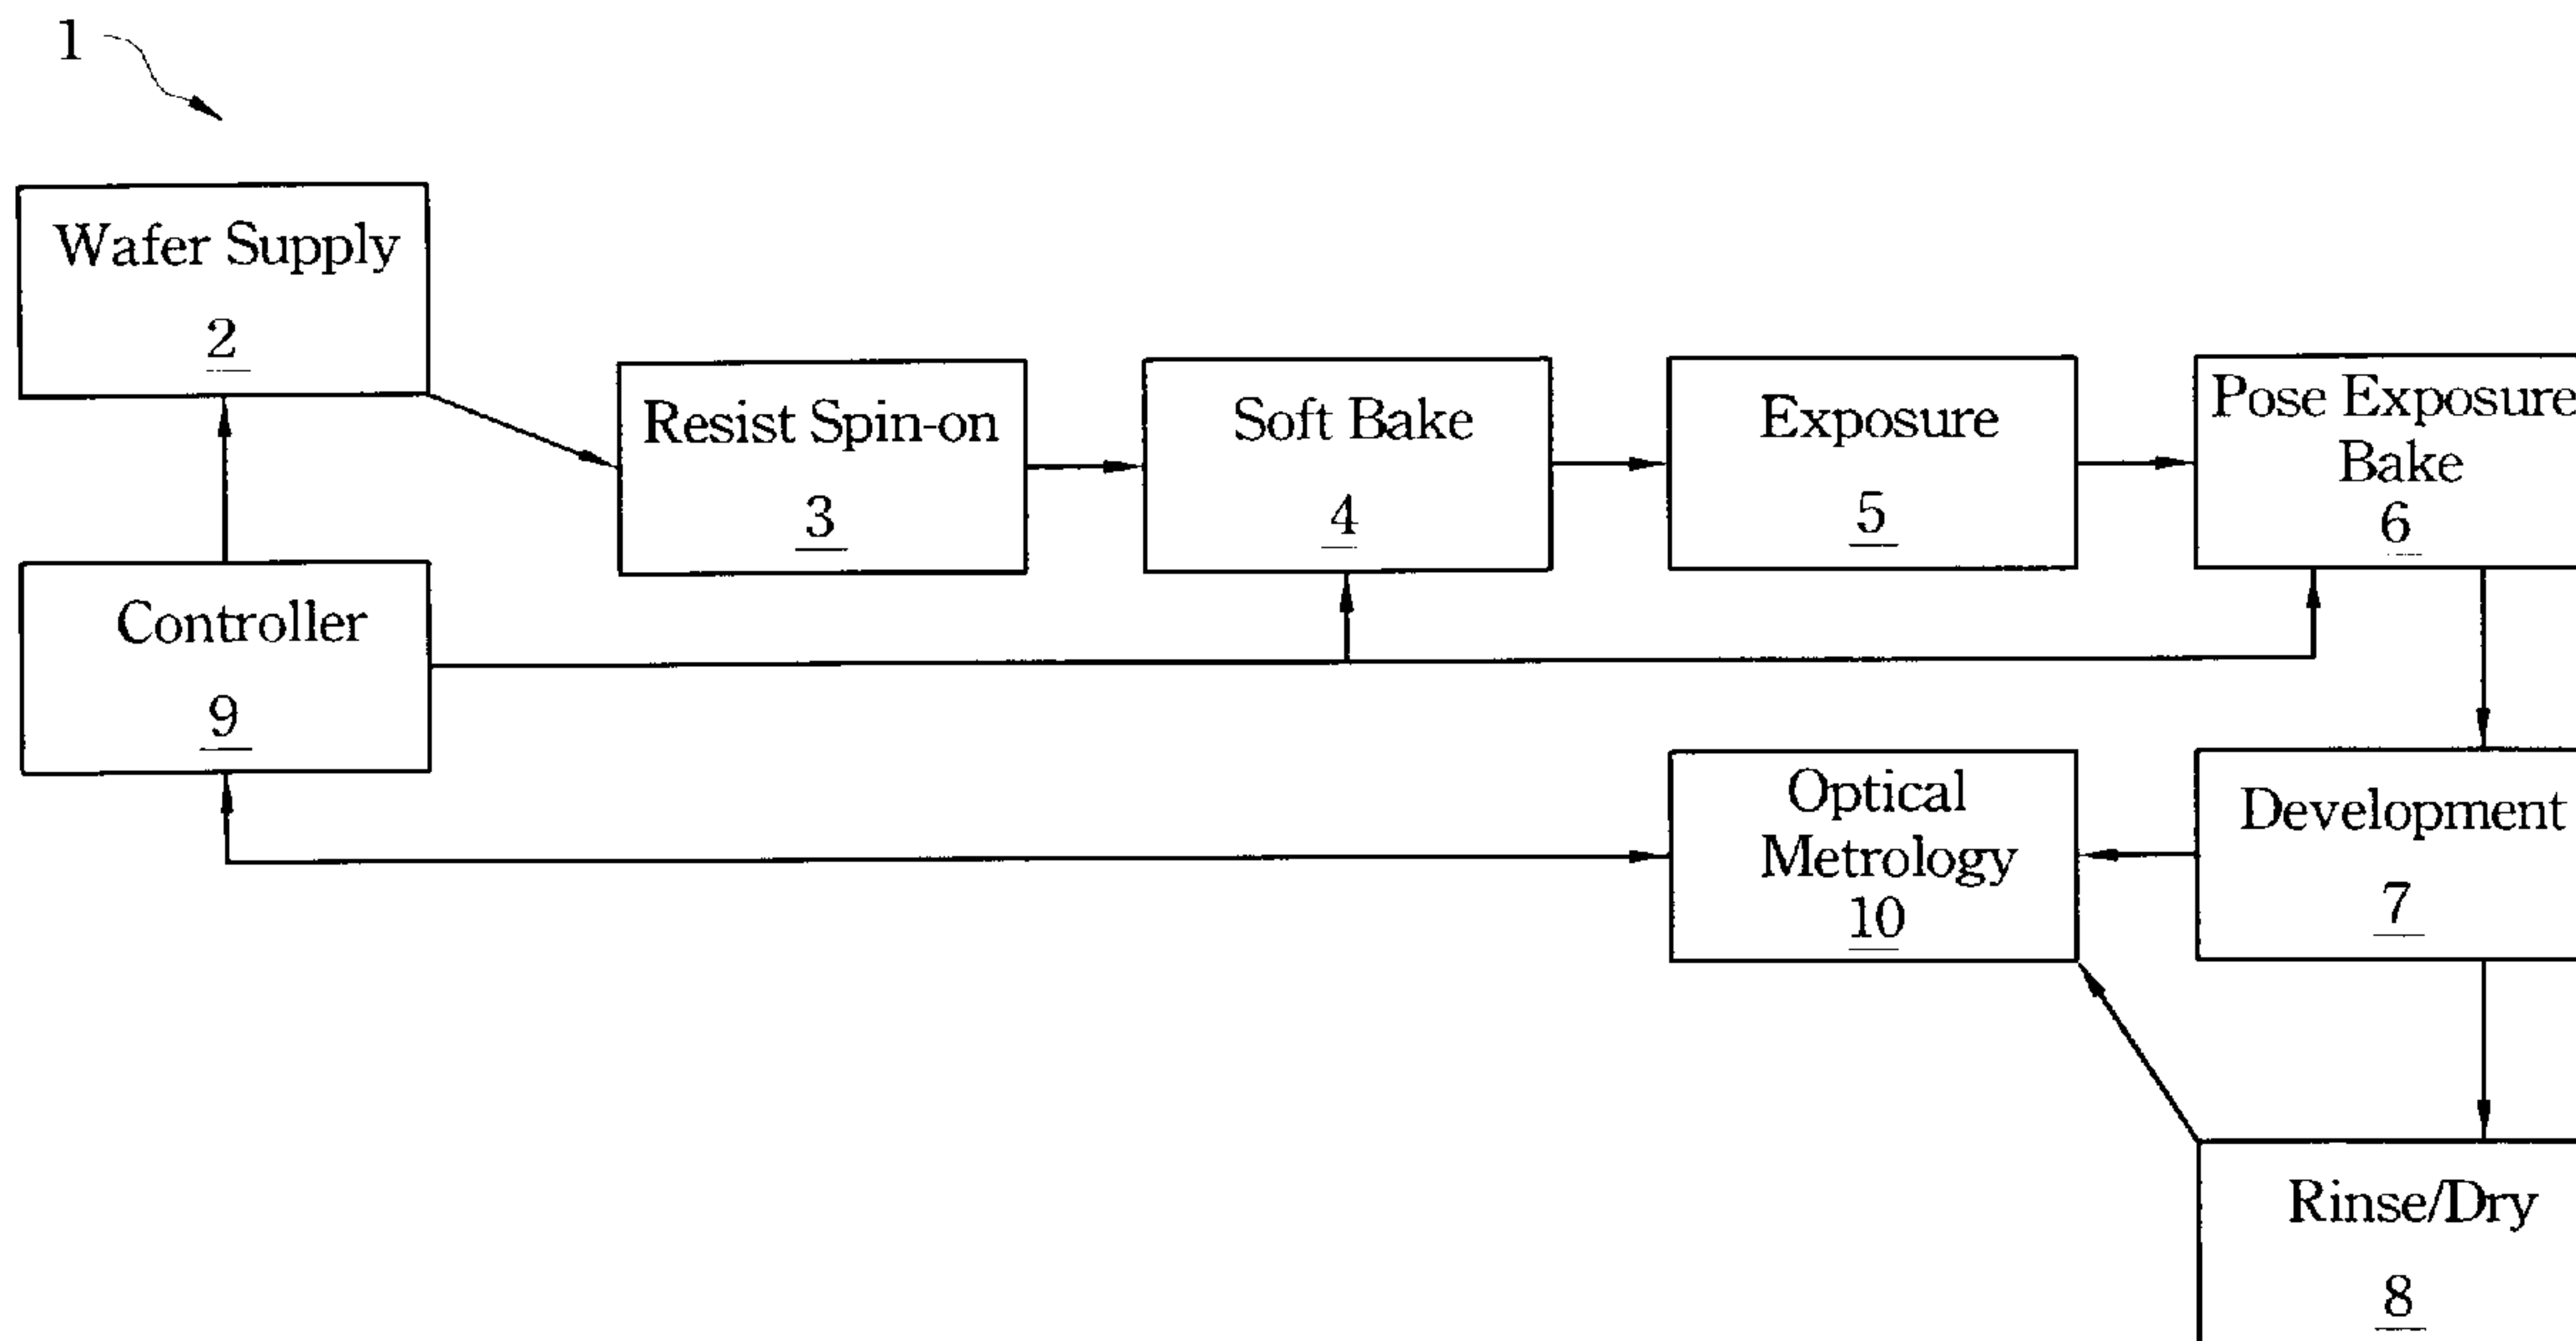 1
Wafer Supply
2
Resist Spin-on
3
Soft Bake
4
Exposure
5
Pose Exposure
Bake
6
Controller
9
Optical
Metrology
10
Development
7
Rinse/Dry
8